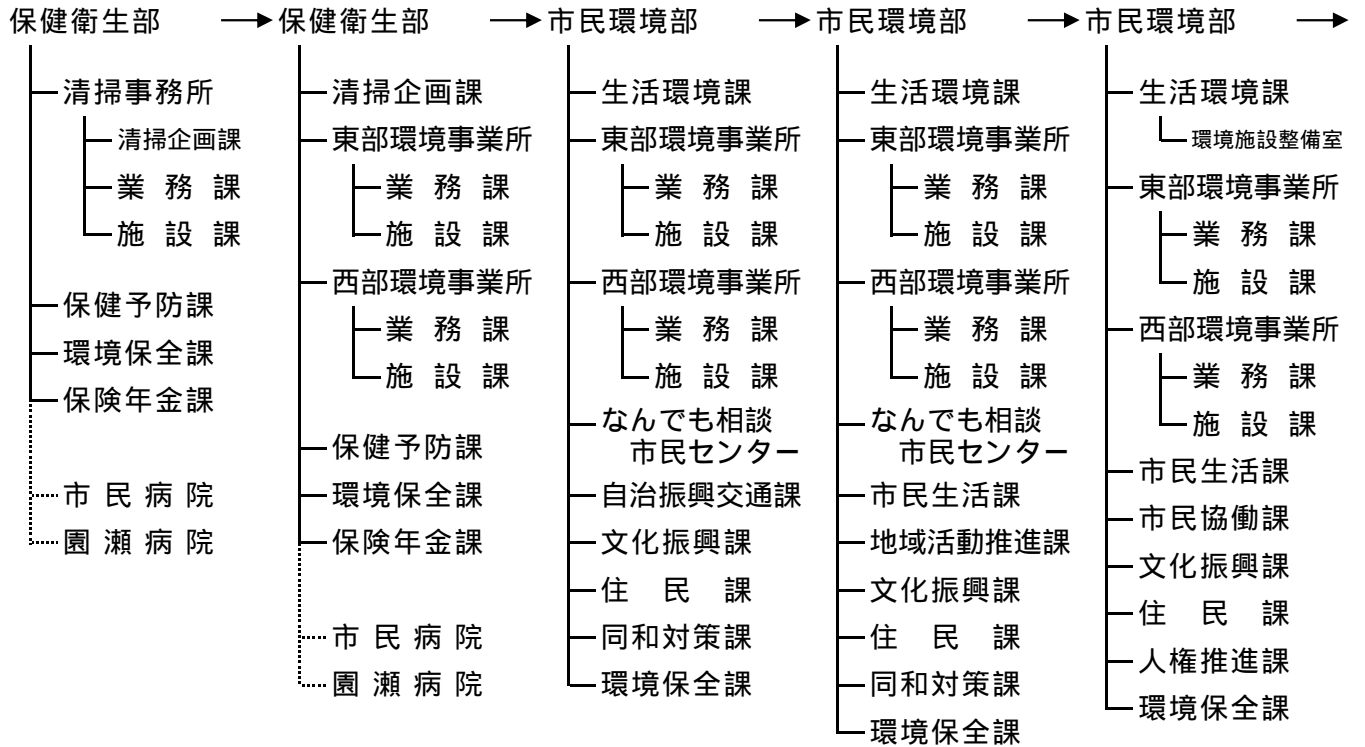 保健衛生部
清掃事務所
清掃企画課
業務課
施設課
保健予防課
環境保全課
保険年金課
市民病院
園瀬病院
保健衛生部
清掃企画課
東部環境事業所
業務課
施設課
西部環境事業所
業務課
施設課
保健予防課
環境保全課
保険年金課
市民病院
園瀬病院
市民環境部
生活環境課
東部環境事業所
業務課
施設課
西部環境事業所
業務課
施設課
なんでも相談
市民センター
自治振興交通課
文化振興課
住民課
同和対策課
環境保全課
市民環境部
生活環境課
東部環境事業所
業務課
施設課
西部環境事業所
業務課
施設課
なんでも相談
市民センター
市民生活課
地域活動推進課
文化振興課
住民課
同和対策課
環境保全課
市民環境部
生活環境課
環境施設整備室
東部環境事業所
業務課
施設課
西部環境事業所
業務課
施設課
市民生活課
市民協働課
文化振興課
住民課
人権推進課
環境保全課